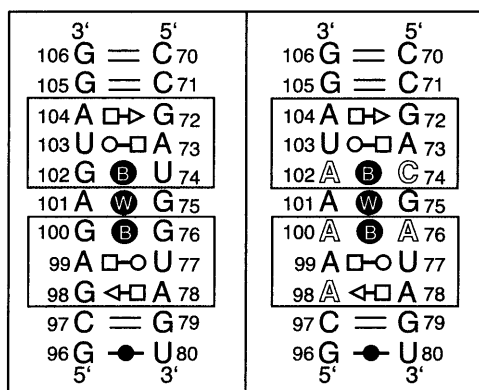 3‘ 5‘ 3‘ 5‘
106 G C 70 106 G C 70
105 G C 71 105 G C 71
104 A G 72 104 A G 72
103 U A 73 103 U A 73
102 G B U 74 102 A B C 74
101 A W G 75 101 A W G 75
100 G B G 76 100 A B A 76
99 A U 77 99 A U 77
98 G A 78 98 A A 78
97 C G 79 97 C G 79
96 G U 80 96 G U 80
5‘ 3‘ 5‘ 3‘